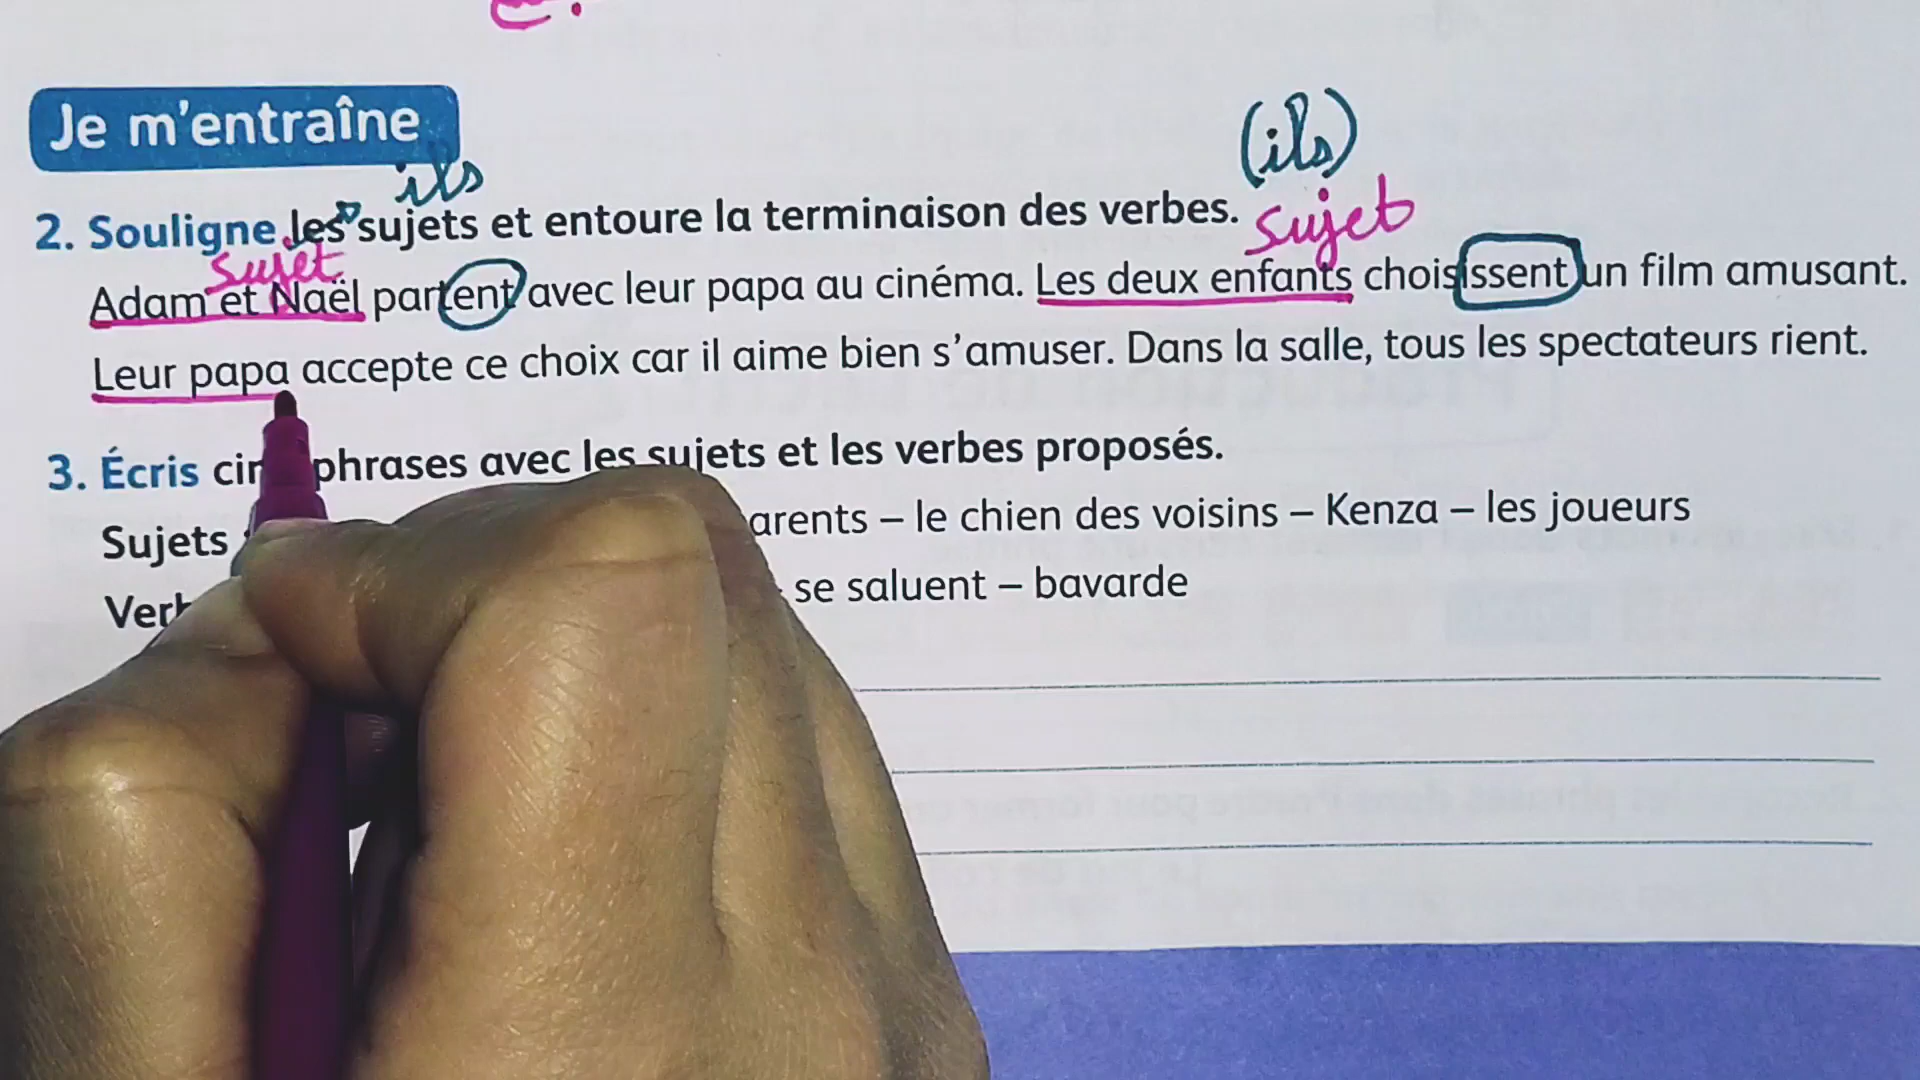 Je m'entraîne
ils
(ils)
2. Souligne les sujets et entoure la terminaison des verbes.
sujet
sujet
Adam et Naël partent avec leur papa au cinéma. Les deux enfants choisissent un film amusant.
Leur papa accepte ce choix car il aime bien s'amuser. Dans la salle, tous les spectateurs rient.
3. Écris phrases avec les sujets et les verbes proposés.
Sujets – le chien des voisins – Kenza – les joueurs
se saluent – bavarde